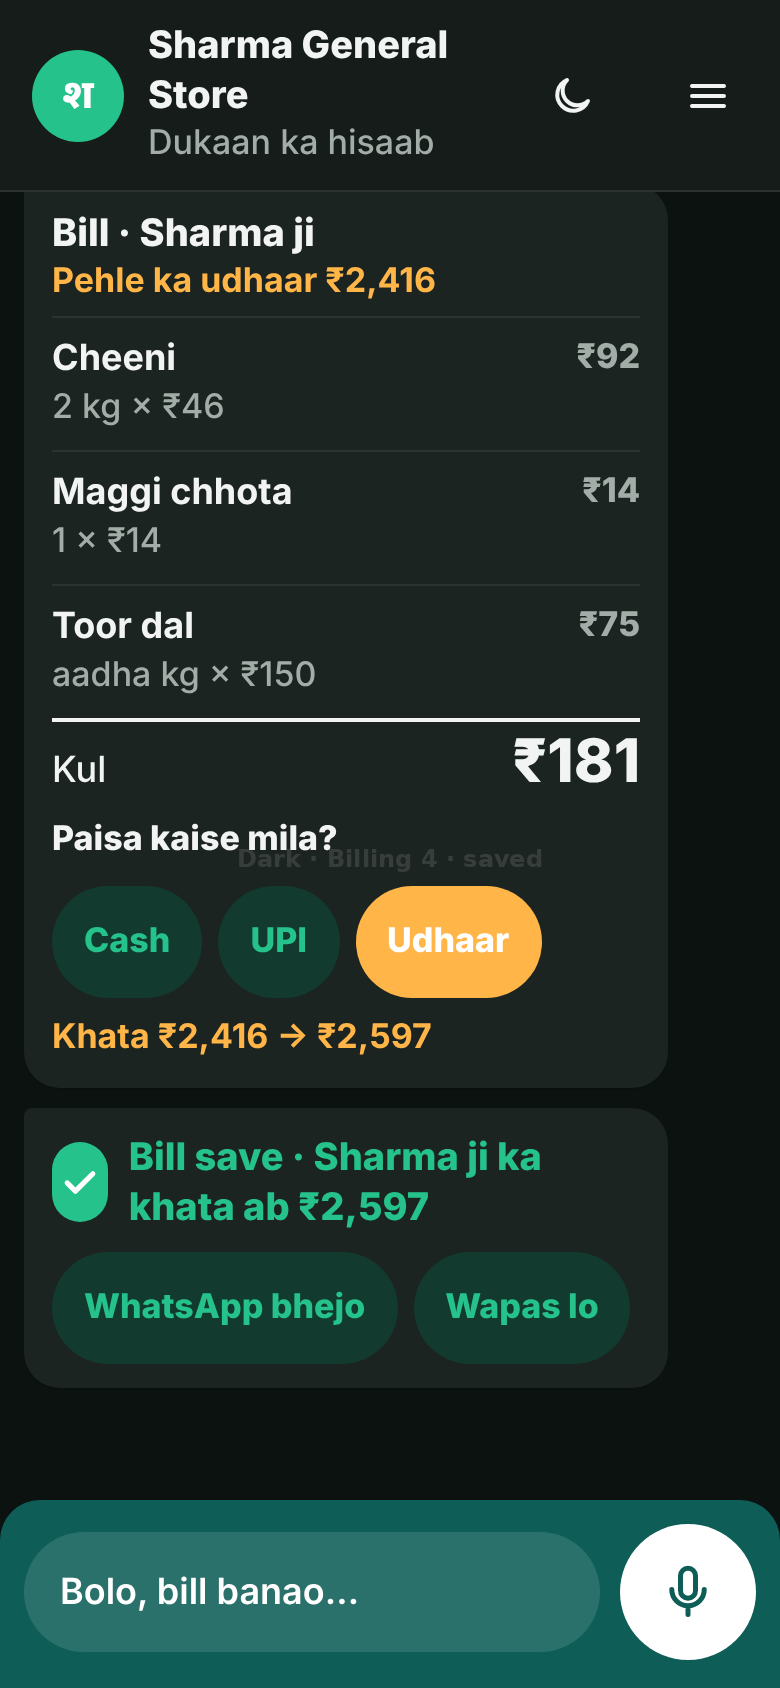 श
Sharma General
Store
Dukaan ka hisaab
Bill · Sharma ji
Pehle ka udhaar ₹2,416
Cheeni ₹92
2 kg × ₹46
Maggi chhota ₹14
1 × ₹14
Toor dal ₹75
aadha kg × ₹150
Kul ₹181
Paisa kaise mila?
Dark · Billing 4 · saved
Cash UPI Udhaar
Khata ₹2,416 → ₹2,597
Bill save · Sharma ji ka
khata ab ₹2,597
WhatsApp bhejo Wapas lo
Bolo, bill banao...